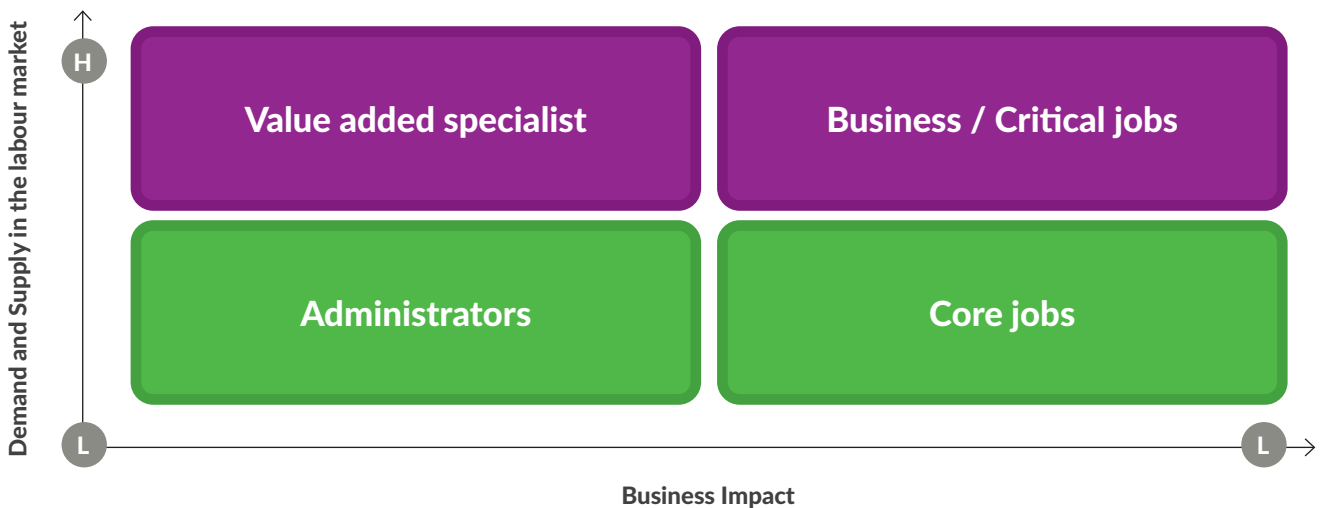 Demand and Supply in the labour market
H
Value added specialist
Business / Critical jobs
Administrators
Core jobs
L
L
Business Impact